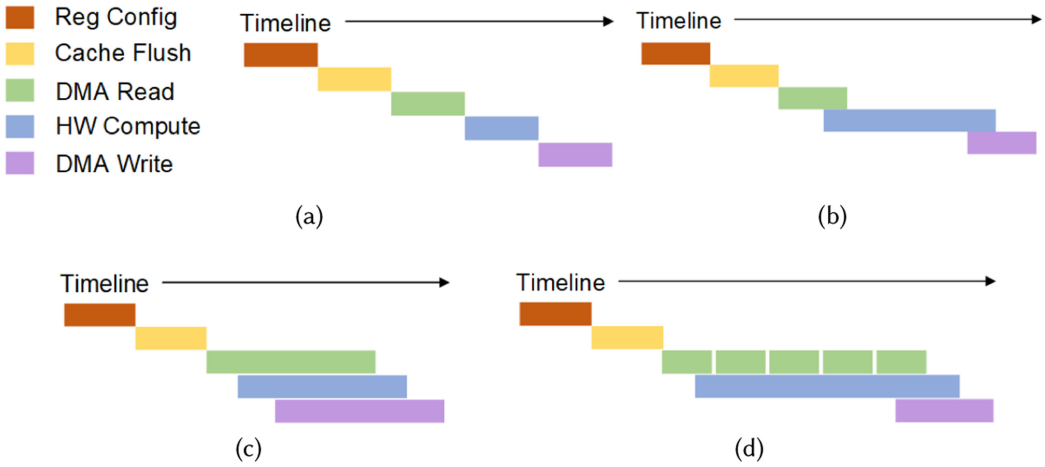 Reg Config
Cache Flush
DMA Read
HW Compute
DMA Write
Timeline
(a)
Timeline
(b)
Timeline
(c)
Timeline
(d)